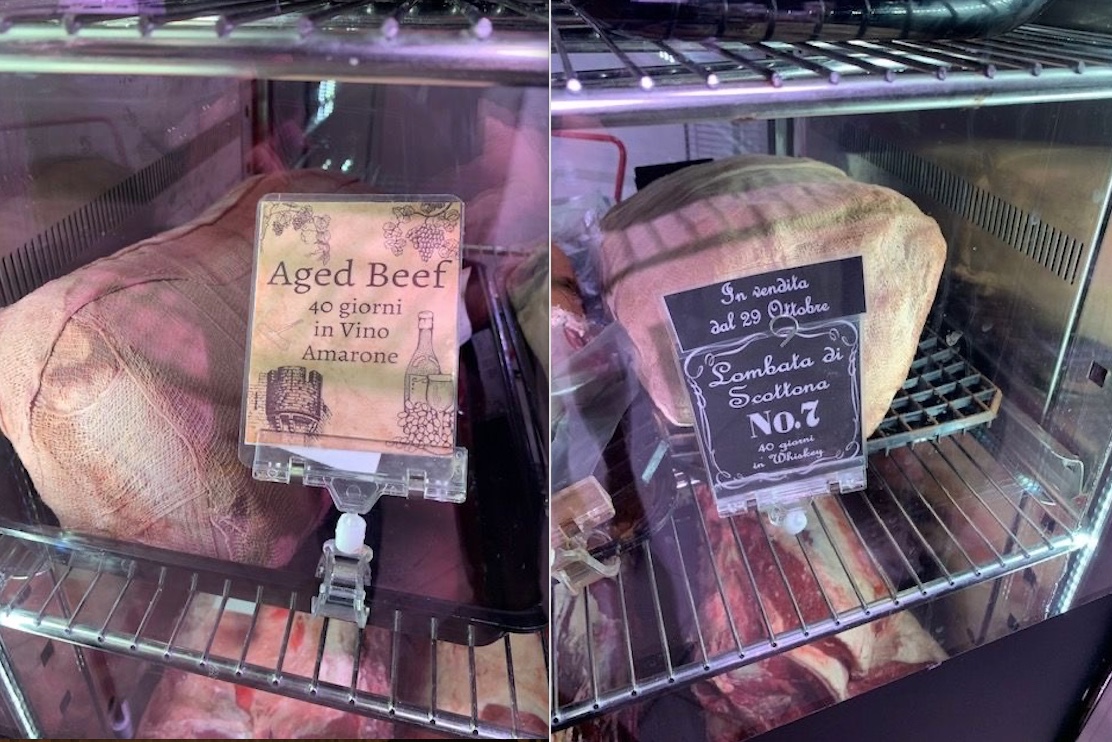 Aged Beef
40 giorni
in Vino
Amarone
In vendita
dal 29 Ottobre
Lombata di
Scottona
No.7
40 giorni
in Whiskey